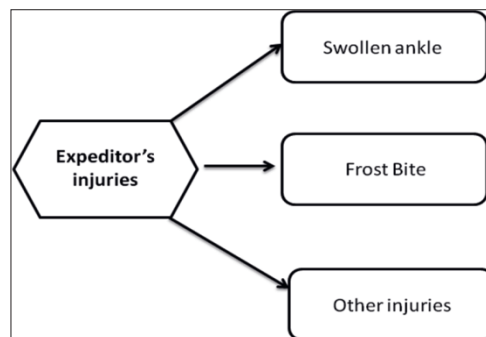 Swollen ankle
Expeditor's
injuries
Frost Bite
Other injuries